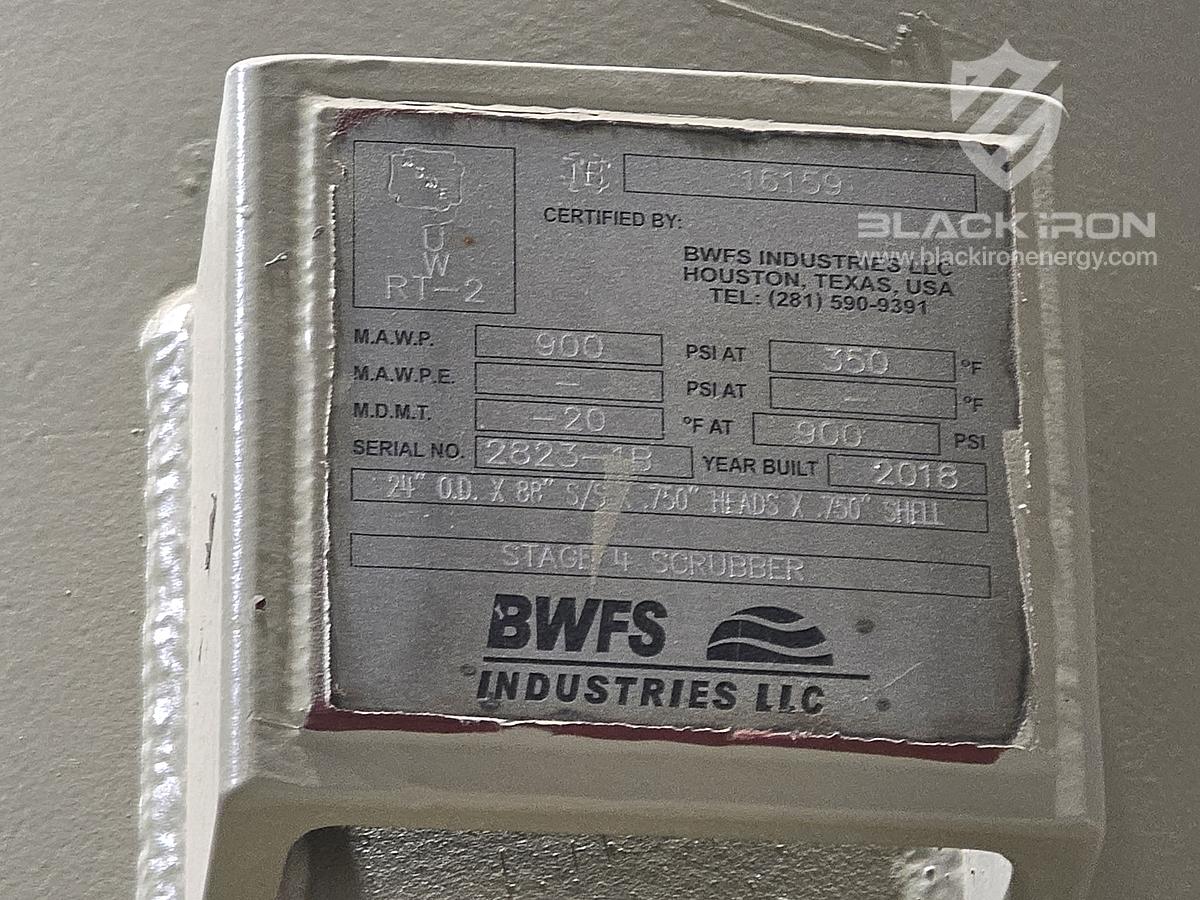 NB 16159
CERTIFIED BY:
U
W
RT-2
BLACK IRON
www.blackironenergy.com
BWFS INDUSTRIES LLC
HOUSTON, TEXAS, USA
TEL: (281) 590-9391
M.A.W.P. 900 PSI AT 350 °F
M.A.W.P.E. - PSI AT - °F
M.D.M.T. -20 °F AT 900 PSI
SERIAL NO. 2823-1B YEAR BUILT 2018
24" O.D. X 88" S/S X .750" HEADS X .750" SHELL
STAGE 4 SCRUBBER
BWFS
INDUSTRIES LLC